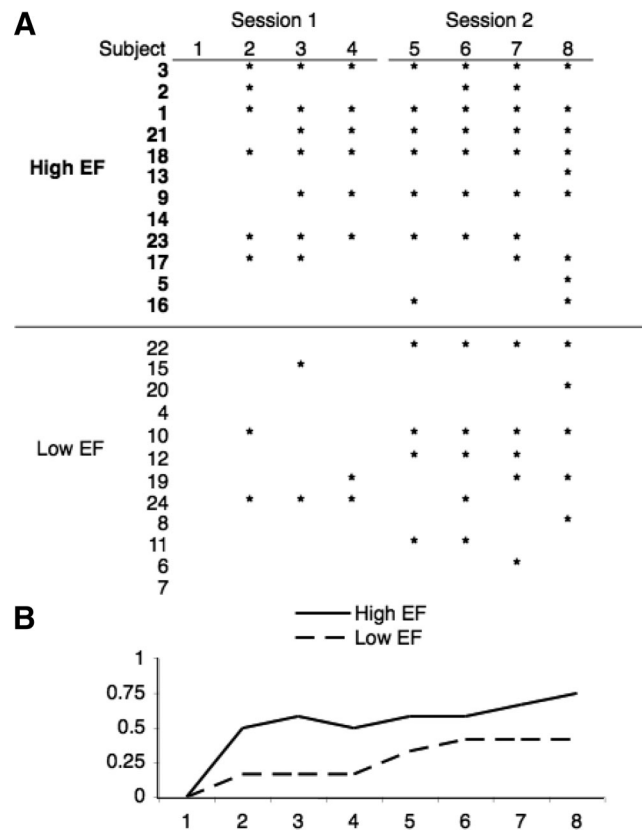 A
Session 1 Session 2
Subject 1 2 3 4 5 6 7 8
3 * * * * * * *
2 * * *
1 * * * * * * *
21 * * * * * *
18 * * * * * * *
High EF
13 *
9 * * * * * *
14
23 * * * * * *
17 * * * *
5 *
16 * *
22 * * * *
15 *
20 *
4
10 * * * * *
Low EF
12 * * *
19 * * *
24 * * * *
8 *
11 * *
6 *
7
B
High EF
Low EF
1
0.75
0.5
0.25
0
1 2 3 4 5 6 7 8